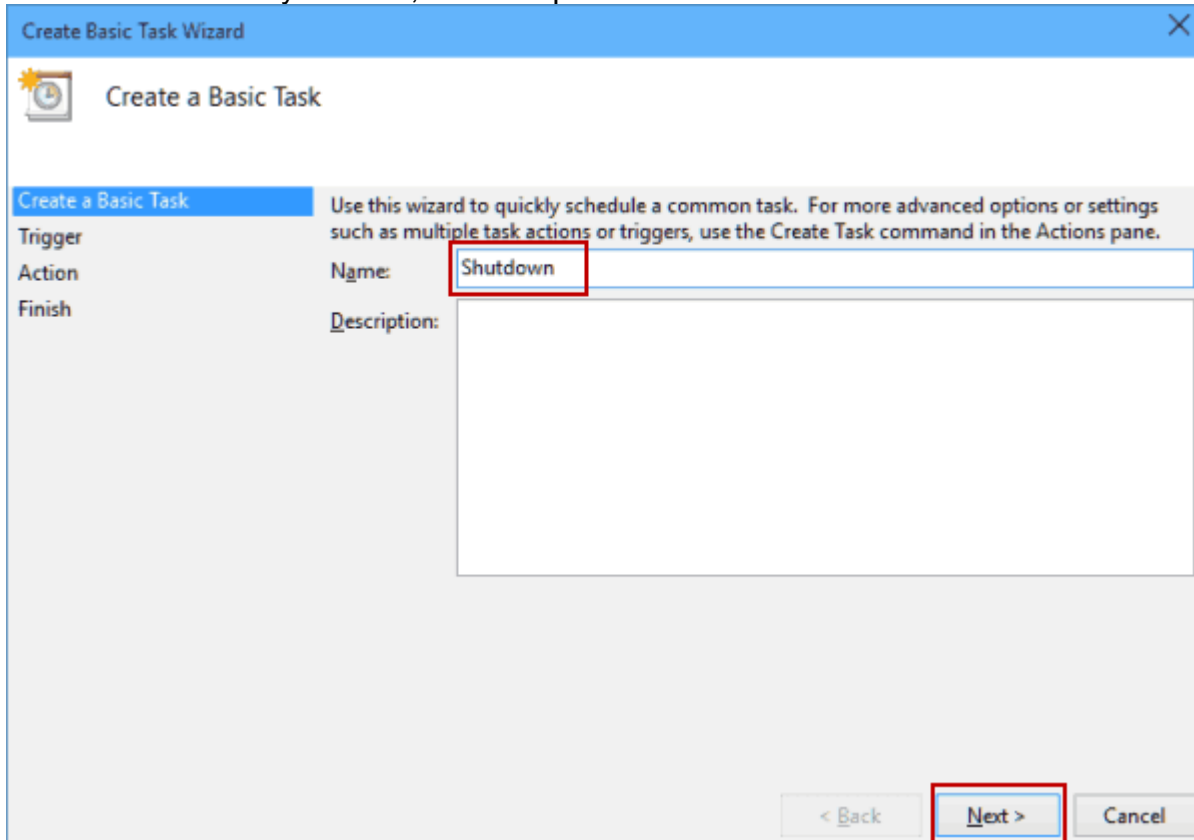 Create Basic Task Wizard
Create a Basic Task
Create a Basic Task
Trigger
Action
Finish
Use this wizard to quickly schedule a common task. For more advanced options or settings
such as multiple task actions or triggers, use the Create Task command in the Actions pane.
Name:
Shutdown
Description:
< Back
Next >
Cancel